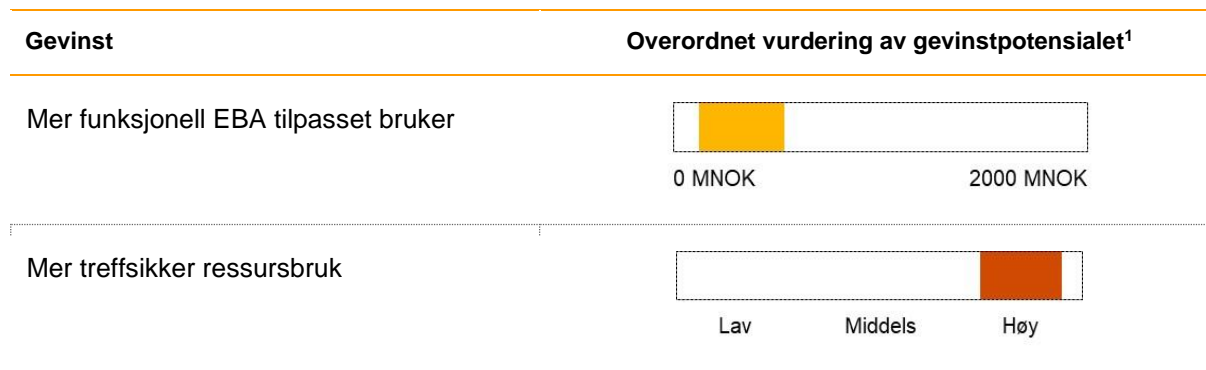 Gevinst
Overordnet vurdering av gevinstpotensialet¹
Mer funksjonell EBA tilpasset bruker
0 MNOK 2000 MNOK
Mer treffsikker ressursbruk
Lav Middels Høy